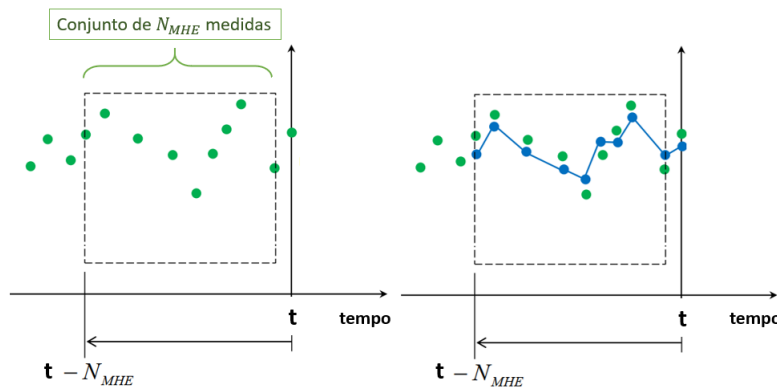 Conjunto de N_MHE medidas
t tempo
t − N_MHE
t tempo
t − N_MHE